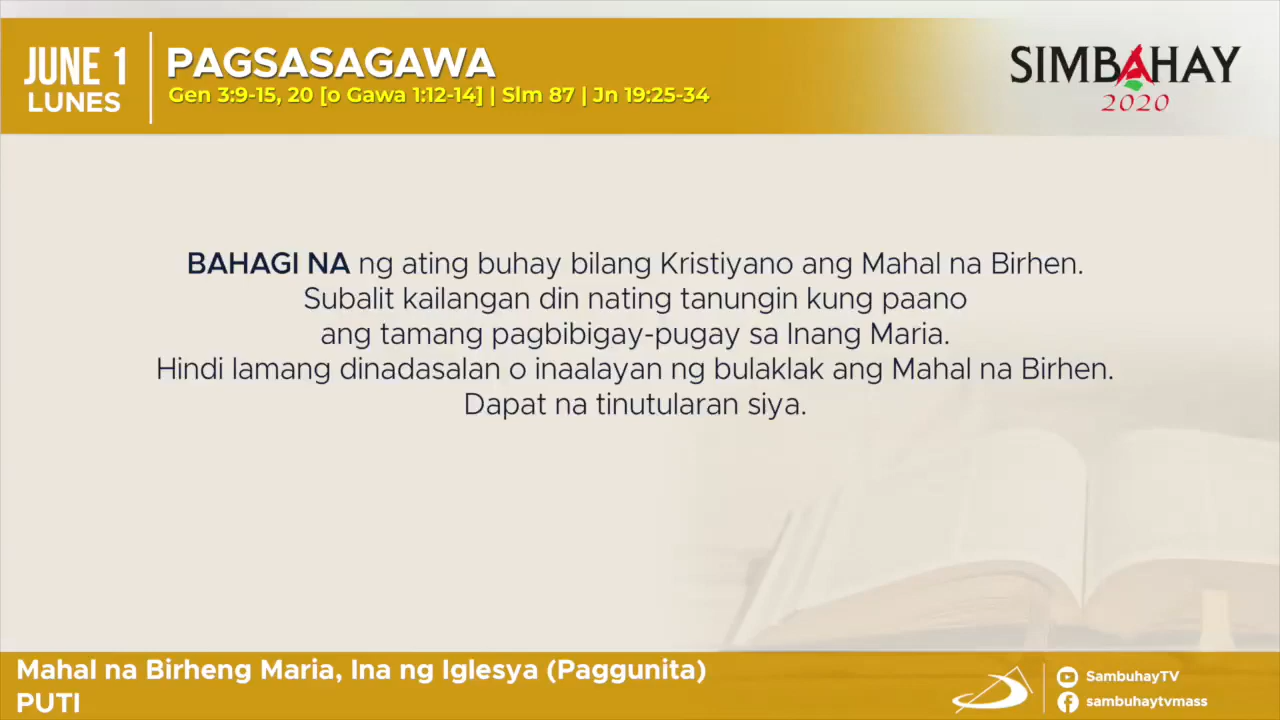 JUNE 1
LUNES
PAGSASAGAWA
Gen 3:9-15, 20 [o Gawa 1:12-14] | Slm 87 | Jn 19:25-34
SIMBAHAY
2020
BAHAGI NA ng ating buhay bilang Kristiyano ang Mahal na Birhen.
Subalit kailangan din nating tanungin kung paano
ang tamang pagbibigay-pugay sa Inang Maria.
Hindi lamang dinadasalan o inaalayan ng bulaklak ang Mahal na Birhen.
Dapat na tinutularan siya.
Mahal na Birheng Maria, Ina ng Iglesya (Paggunita)
PUTI
SambuhayTV
sambuhaytvmass